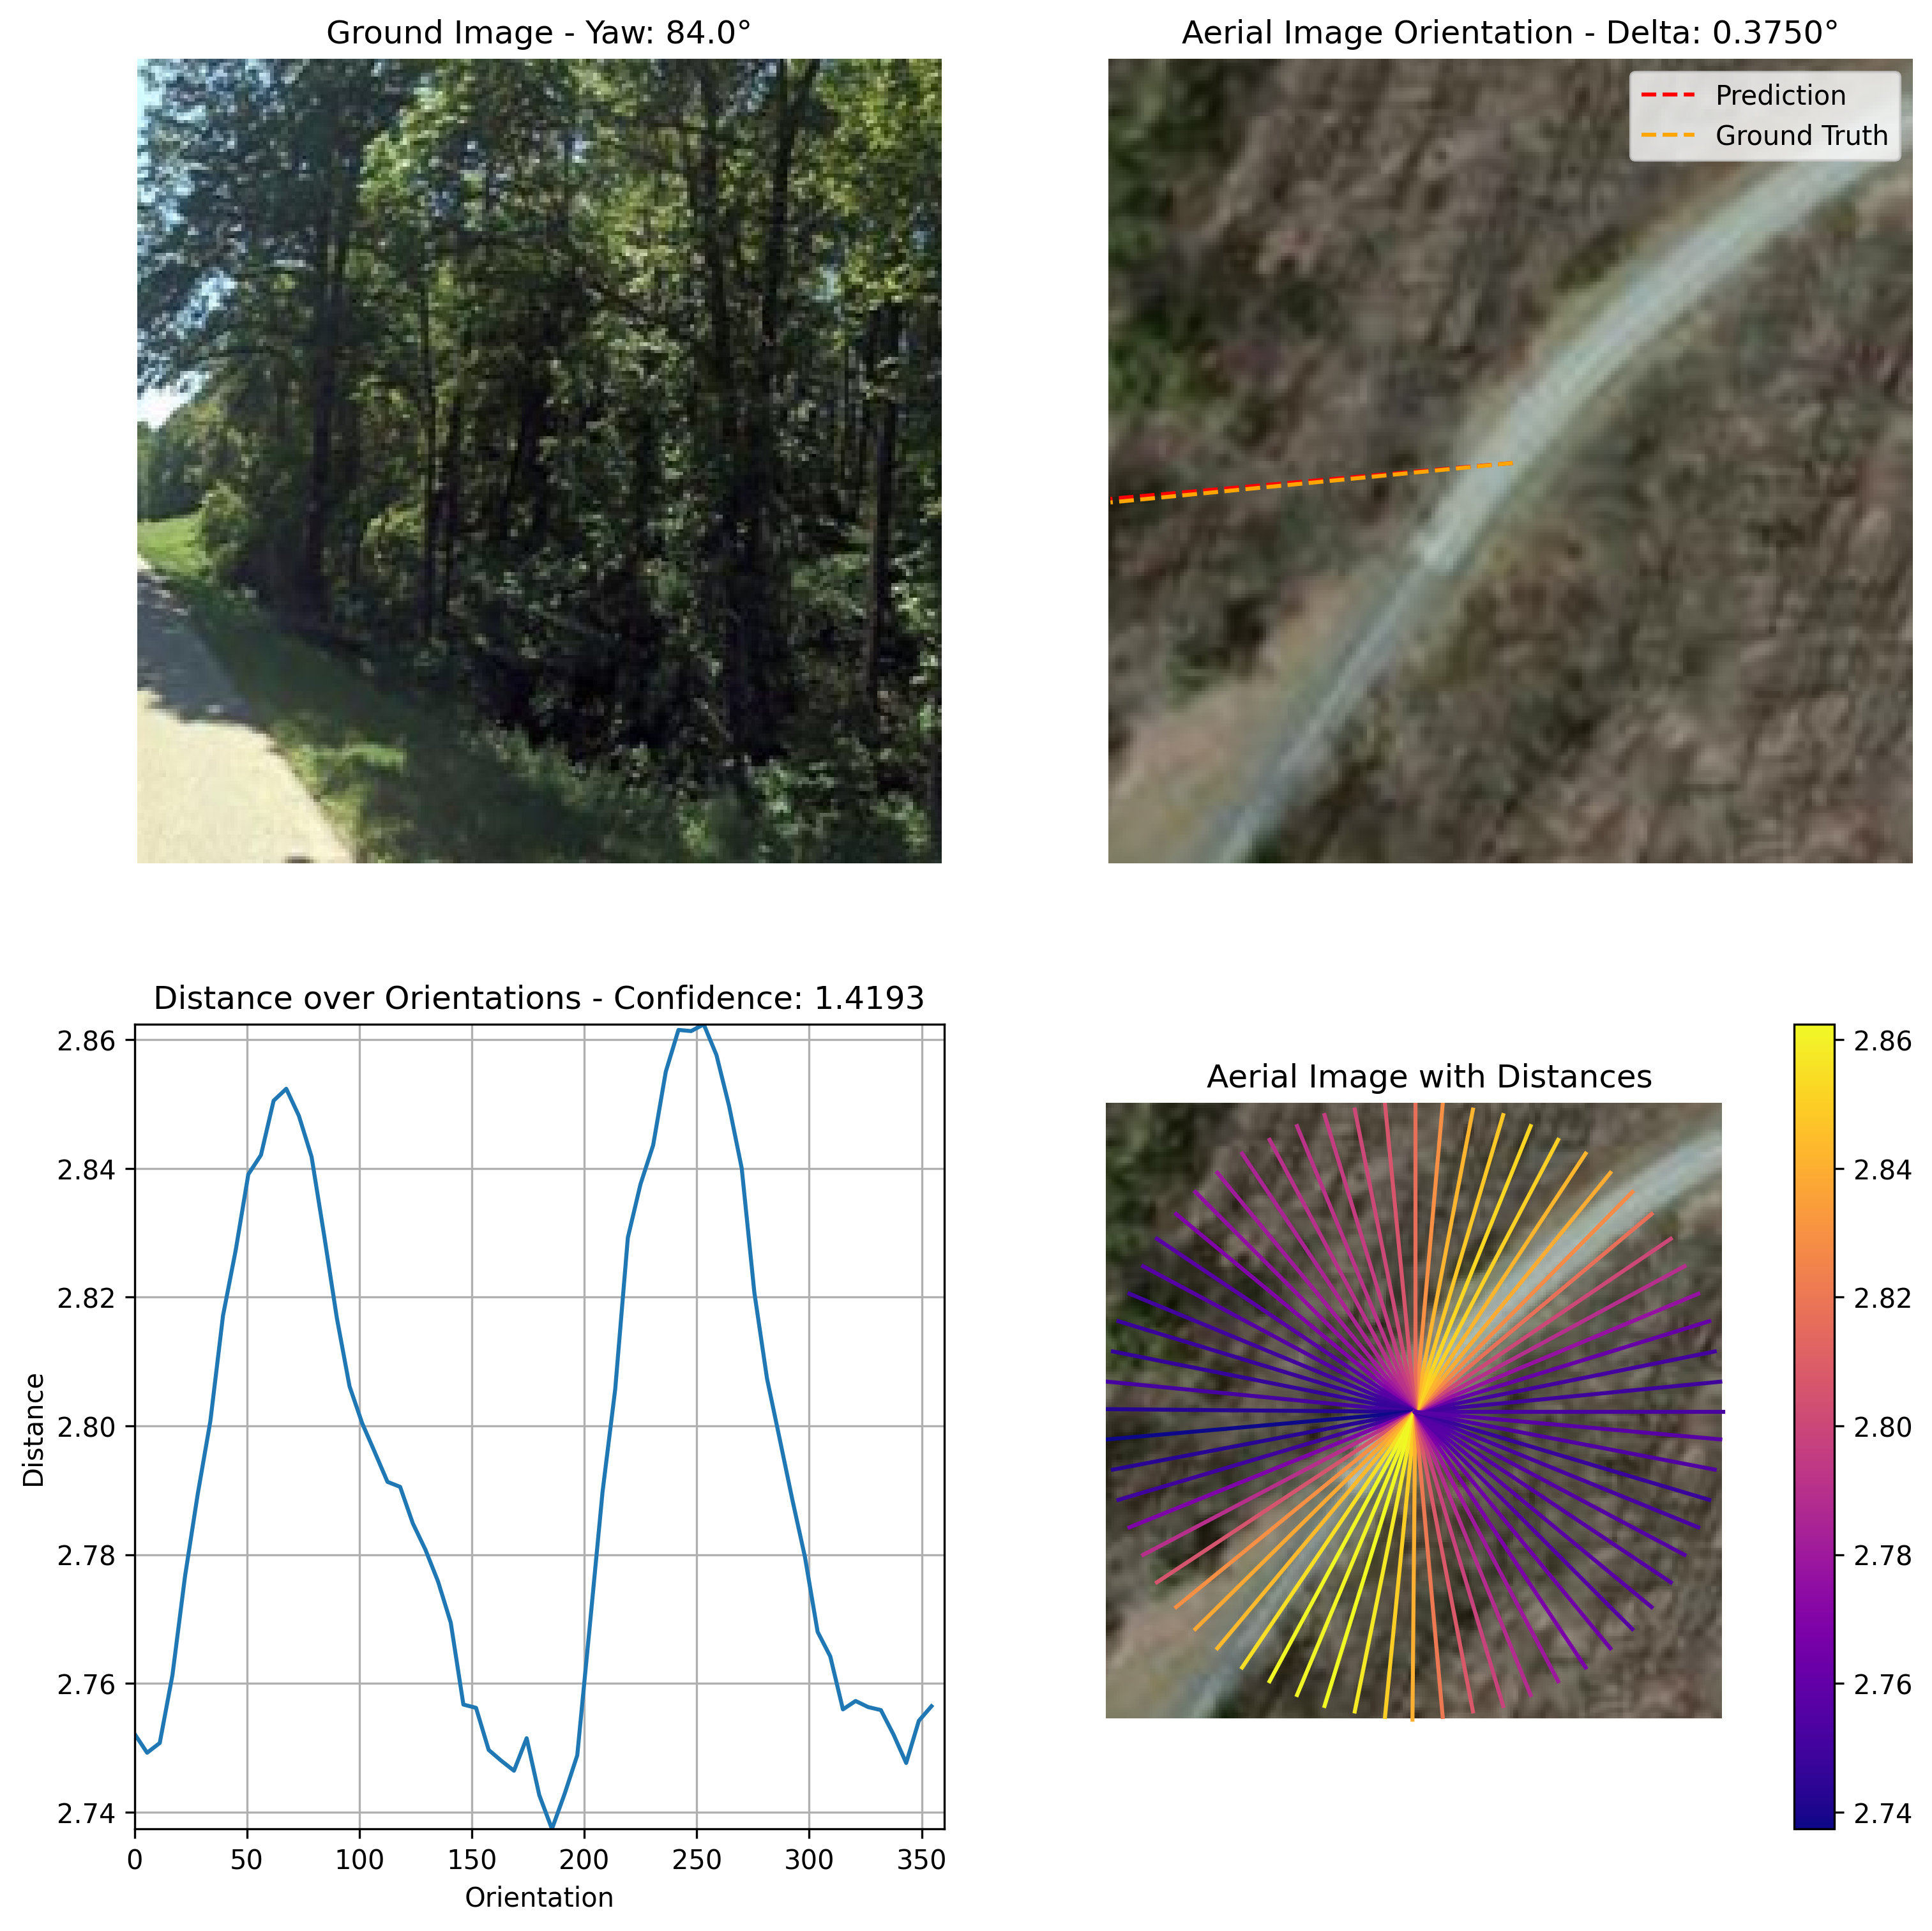 Ground Image - Yaw: 84.0°
Aerial Image Orientation - Delta: 0.3750°
Prediction
Ground Truth
Distance over Orientations - Confidence: 1.4193
2.86
2.84
2.82
2.80
2.78
2.76
2.74
Distance
0 50 100 150 200 250 300 350
Orientation
Aerial Image with Distances
2.86
2.84
2.82
2.80
2.78
2.76
2.74